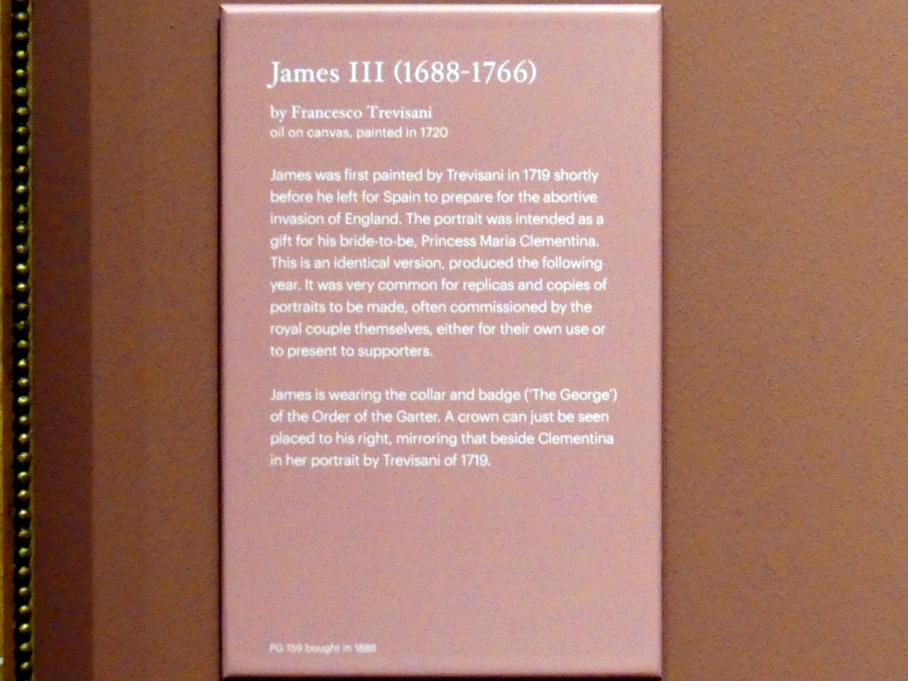 James III (1688-1766)
by Francesco Trevisani
oil on canvas, painted in 1720
James was first painted by Trevisani in 1719 shortly
before he left for Spain to prepare for the abortive
invasion of England. The portrait was intended as a
gift for his bride-to-be, Princess Maria Clementina.
This is an identical version, produced the following
year. It was very common for replicas and copies of
portraits to be made, often commissioned by the
royal couple themselves, either for their own use or
to present to supporters.
James is wearing the collar and badge ('The George')
of the Order of the Garter. A crown can just be seen
placed to his right, mirroring that beside Clementina
in her portrait by Trevisani of 1719.
PG 159 bought in 1886